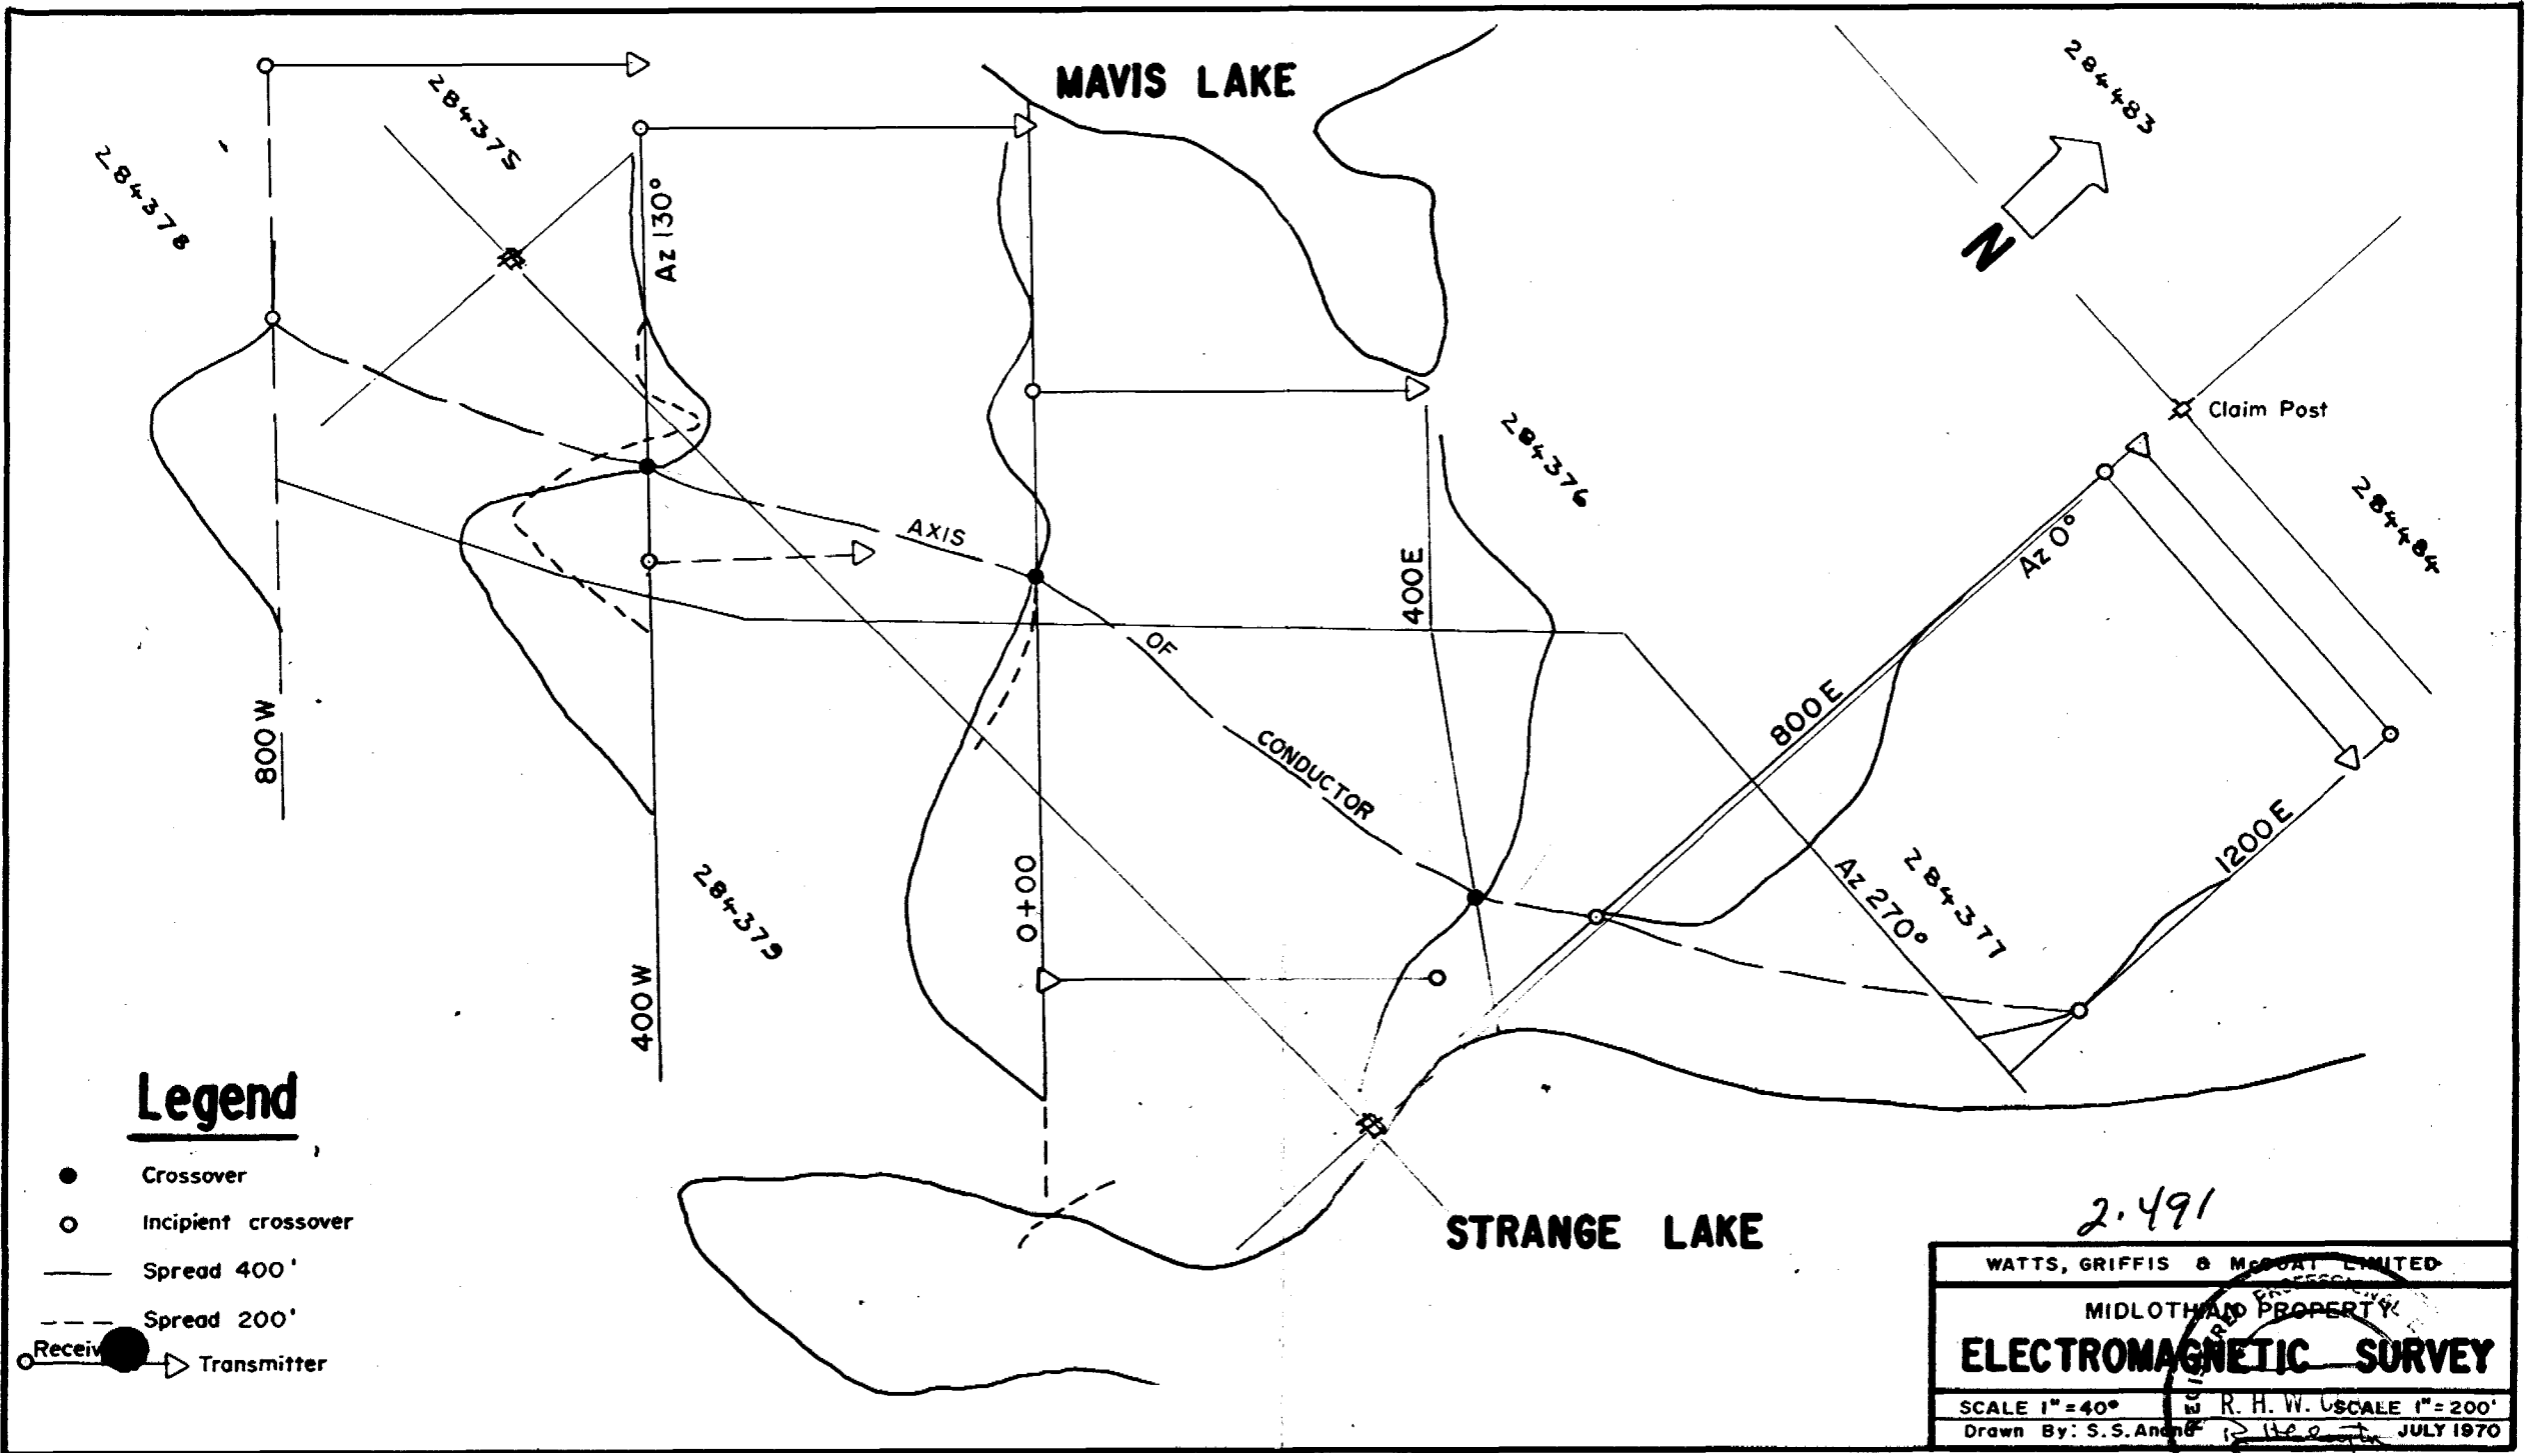 MAVIS LAKE
284483
284375
284378
Az 130°
N
Claim Post
284376
284484
AXIS
OF
CONDUCTOR
400E
Az 0°
800E
800W
1200E
Az 270°
284377
284379
0+00
400W
Legend
Crossover
Incipient crossover
Spread 400'
Spread 200'
Transmitter
STRANGE LAKE
2.491
WATTS, GRIFFIS & McOUAT LIMITED
MIDLOTHIAN PROPERTY
ELECTROMAGNETIC SURVEY
SCALE 1"=40° SCALE 1"=200'
R. H. W.
Drawn By: S.S. Anand JULY 1970
REGISTERED PROFESSIONAL